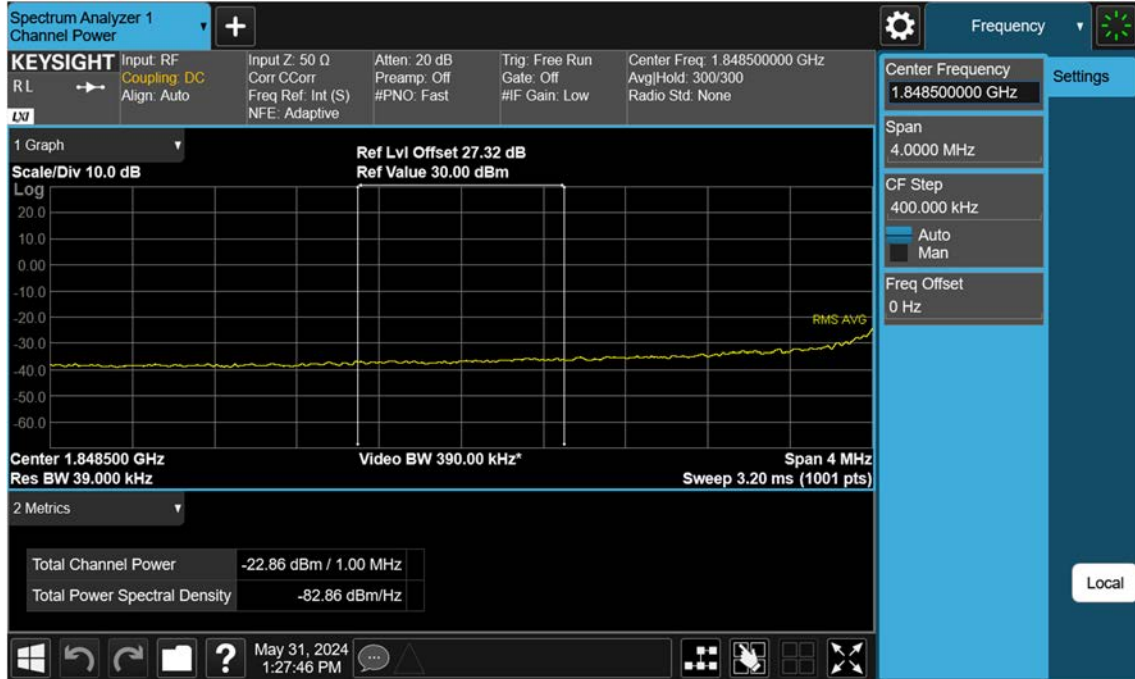 Spectrum Analyzer 1
Channel Power
Frequency
KEYSIGHT
R L
LXI
Input: RF
Coupling: DC
Align: Auto
Input Z: 50 Ω
Corr CCorr
Freq Ref: Int (S)
NFE: Adaptive
Atten: 20 dB
Preamp: Off
#PNO: Fast
Trig: Free Run
Gate: Off
#IF Gain: Low
Center Freq: 1.848500000 GHz
Avg|Hold: 300/300
Radio Std: None
Center Frequency
1.848500000 GHz
Settings
Span
4.0000 MHz
CF Step
400.000 kHz
Auto
Man
Freq Offset
0 Hz
Local
1 Graph
Scale/Div 10.0 dB
Ref Lvl Offset 27.32 dB
Ref Value 30.00 dBm
Log
20.0
10.0
0.00
-10.0
-20.0
-30.0
-40.0
-50.0
-60.0
RMS AVG
Center 1.848500 GHz
Video BW 390.00 kHz*
Span 4 MHz
Res BW 39.000 kHz
Sweep 3.20 ms (1001 pts)
2 Metrics
Total Channel Power -22.86 dBm / 1.00 MHz
Total Power Spectral Density -82.86 dBm/Hz
?
May 31, 2024
1:27:46 PM